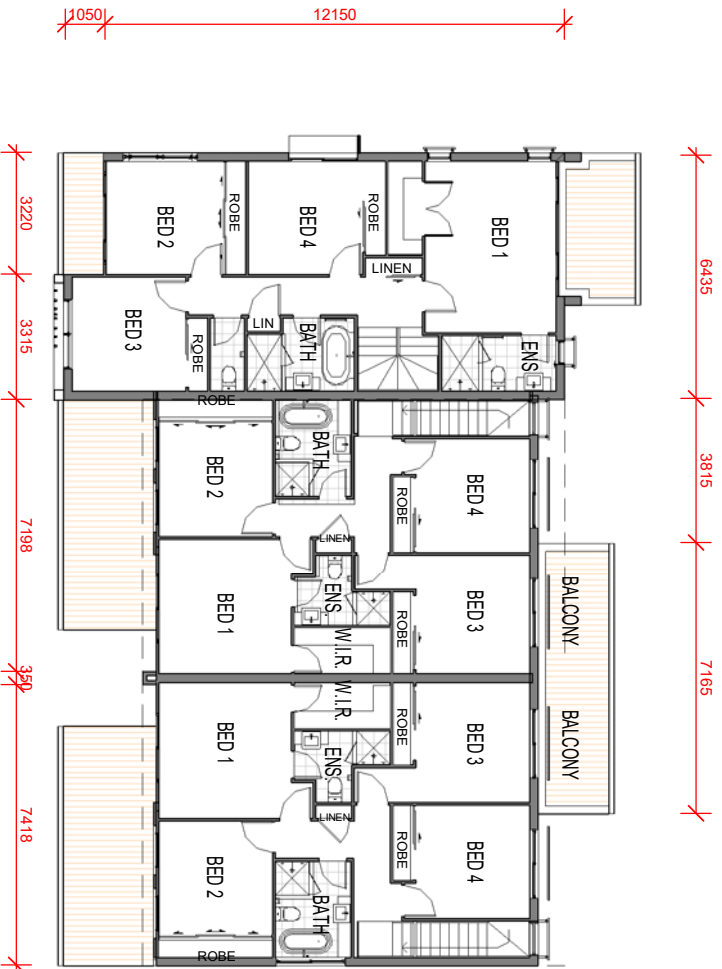 1050
12150
3220
3315
7198
350
7418
6435
3815
7165
BED 2
ROBE
BED 4
ROBE
BED 1
LINEN
BED 3
ROBE
LIN
BATH
ENS
ROBE
BED 2
BATH
BED 4
ROBE
LINEN
BED 1
ENS.
W.I.R.
ROBE
BED 3
BALCONY
BED 1
W.I.R.
ENS.
ROBE
BED 3
BALCONY
LINEN
BED 2
BATH
ROBE
BED 4
ROBE